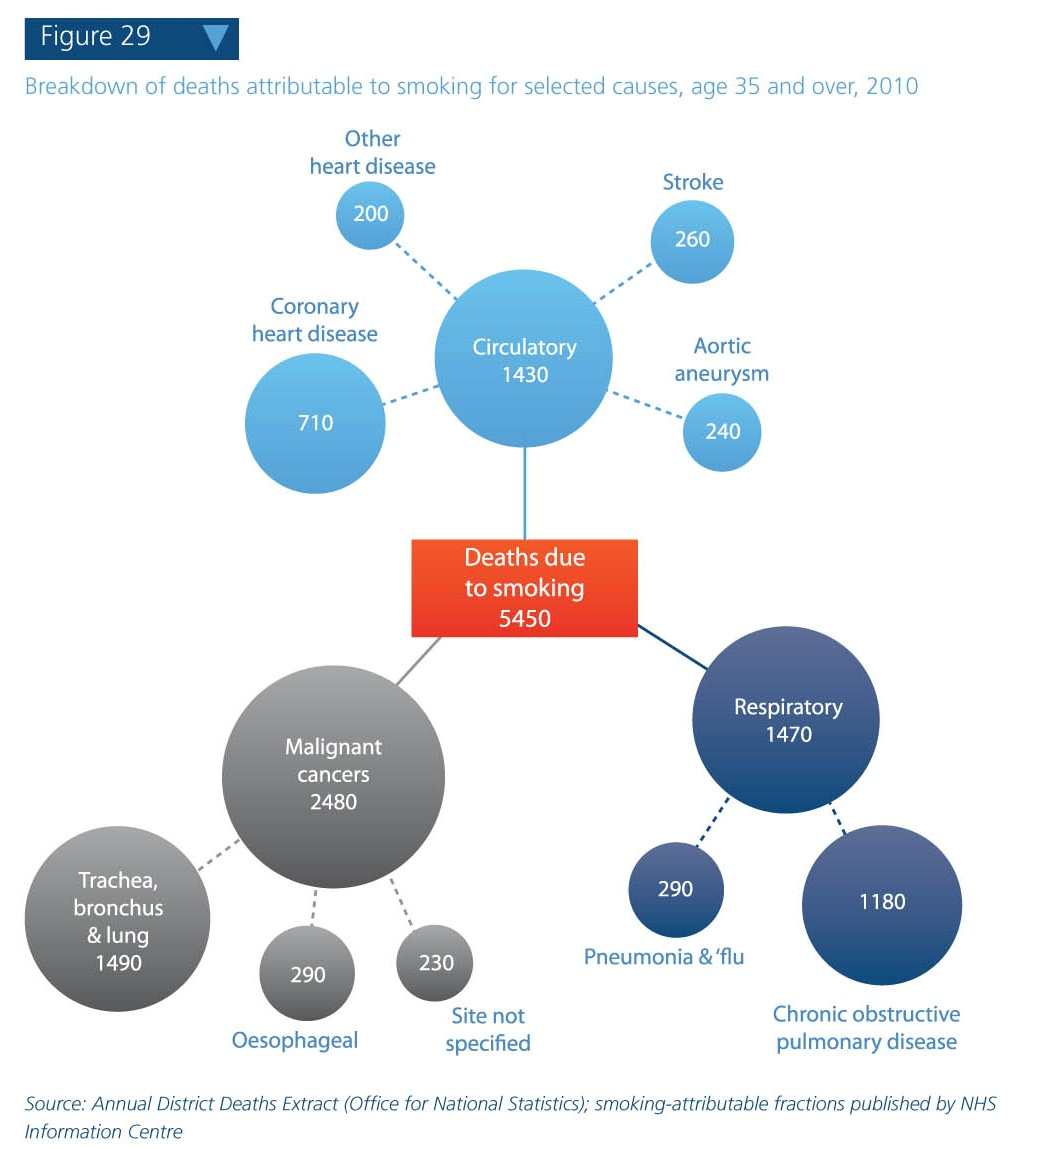 Figure 29
Breakdown of deaths attributable to smoking for selected causes, age 35 and over, 2010
Other
heart disease
200
Stroke
260
Coronary
heart disease
710
Circulatory
1430
Aortic
aneurysm
240
Deaths due
to smoking
5450
Malignant
cancers
2480
Respiratory
1470
Trachea,
bronchus
& lung
1490
290
Oesophageal
230
Site not
specified
290
Pneumonia & ‘flu
1180
Chronic obstructive
pulmonary disease
Source: Annual District Deaths Extract (Office for National Statistics); smoking-attributable fractions published by NHS
Information Centre